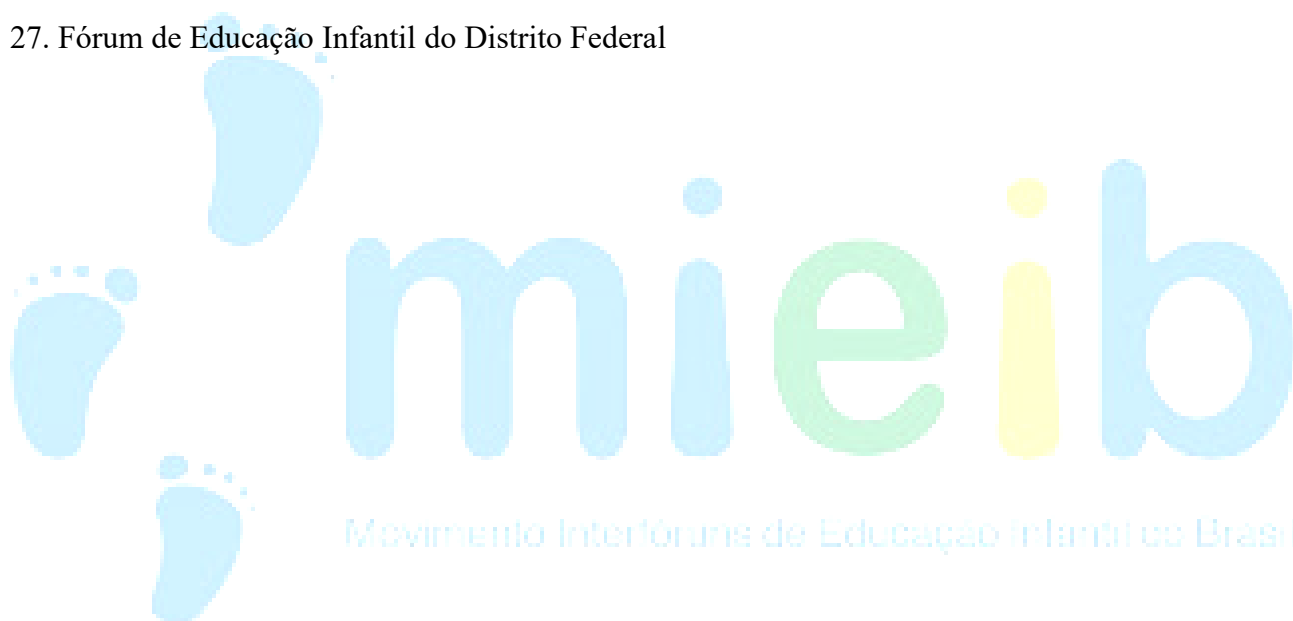 27. Fórum de Educação Infantil do Distrito Federal
mieib
Movimento Interfóruns de Educação Infantil do Brasil